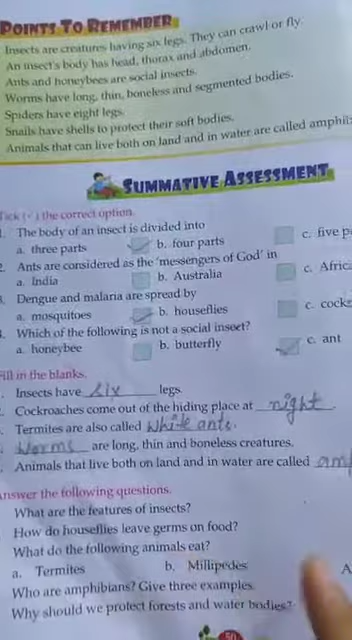 POINTS TO REMEMBER
Insects are creatures having six legs. They can crawl or fly.
An insect's body has head, thorax and abdomen.
Ants and honeybees are social insects.
Worms have long, thin, boneless and segmented bodies.
Spiders have eight legs.
Snails have shells to protect their soft bodies.
Animals that can live both on land and in water are called amphib
SUMMATIVE ASSESSMENT
Tick (✓) the correct option.
The body of an insect is divided into
a. three parts b. four parts c. five p
Ants are considered as the 'messengers of God' in
a. India b. Australia c. Afric
Dengue and malaria are spread by
a. mosquitoes b. houseflies c. cock
Which of the following is not a social insect?
a. honeybee b. butterfly c. ant
Fill in the blanks.
Insects have six legs.
Cockroaches come out of the hiding place at night.
Termites are also called white ants.
Worms are long, thin and boneless creatures.
Animals that live both on land and in water are called am
Answer the following questions.
What are the features of insects?
How do houseflies leave germs on food?
What do the following animals eat?
a. Termites b. Millipedes
Who are amphibians? Give three examples.
Why should we protect forests and water bodies?
50